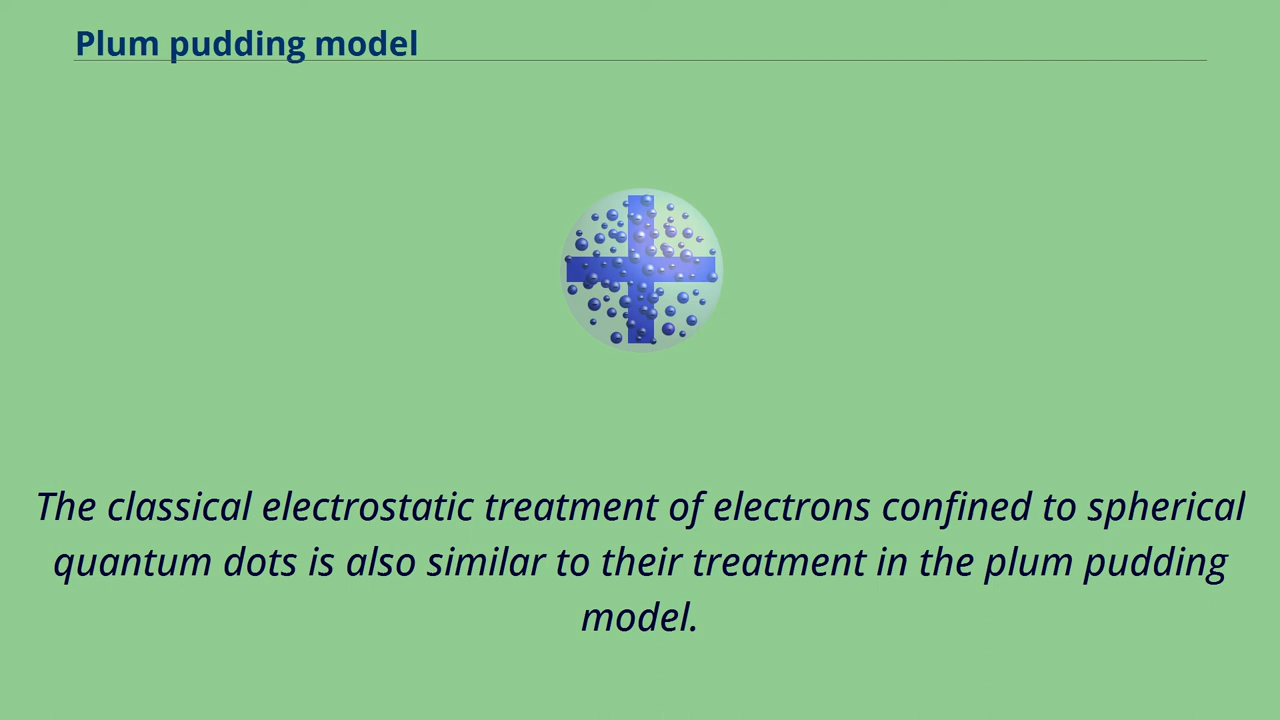 Plum pudding model
The classical electrostatic treatment of electrons confined to spherical
quantum dots is also similar to their treatment in the plum pudding
model.